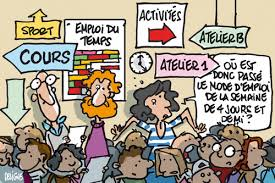 SPORT
COURS
EMPLOI DU
TEMPS
ACTIVITÉS
ATELIER B
ATELIER 1
OÙ EST
DONC PASSÉ
LE MODE D'EMPLOI
DE LA SEMAINE
DE 4 JOURS ET
DEMI ?
DELIGNE